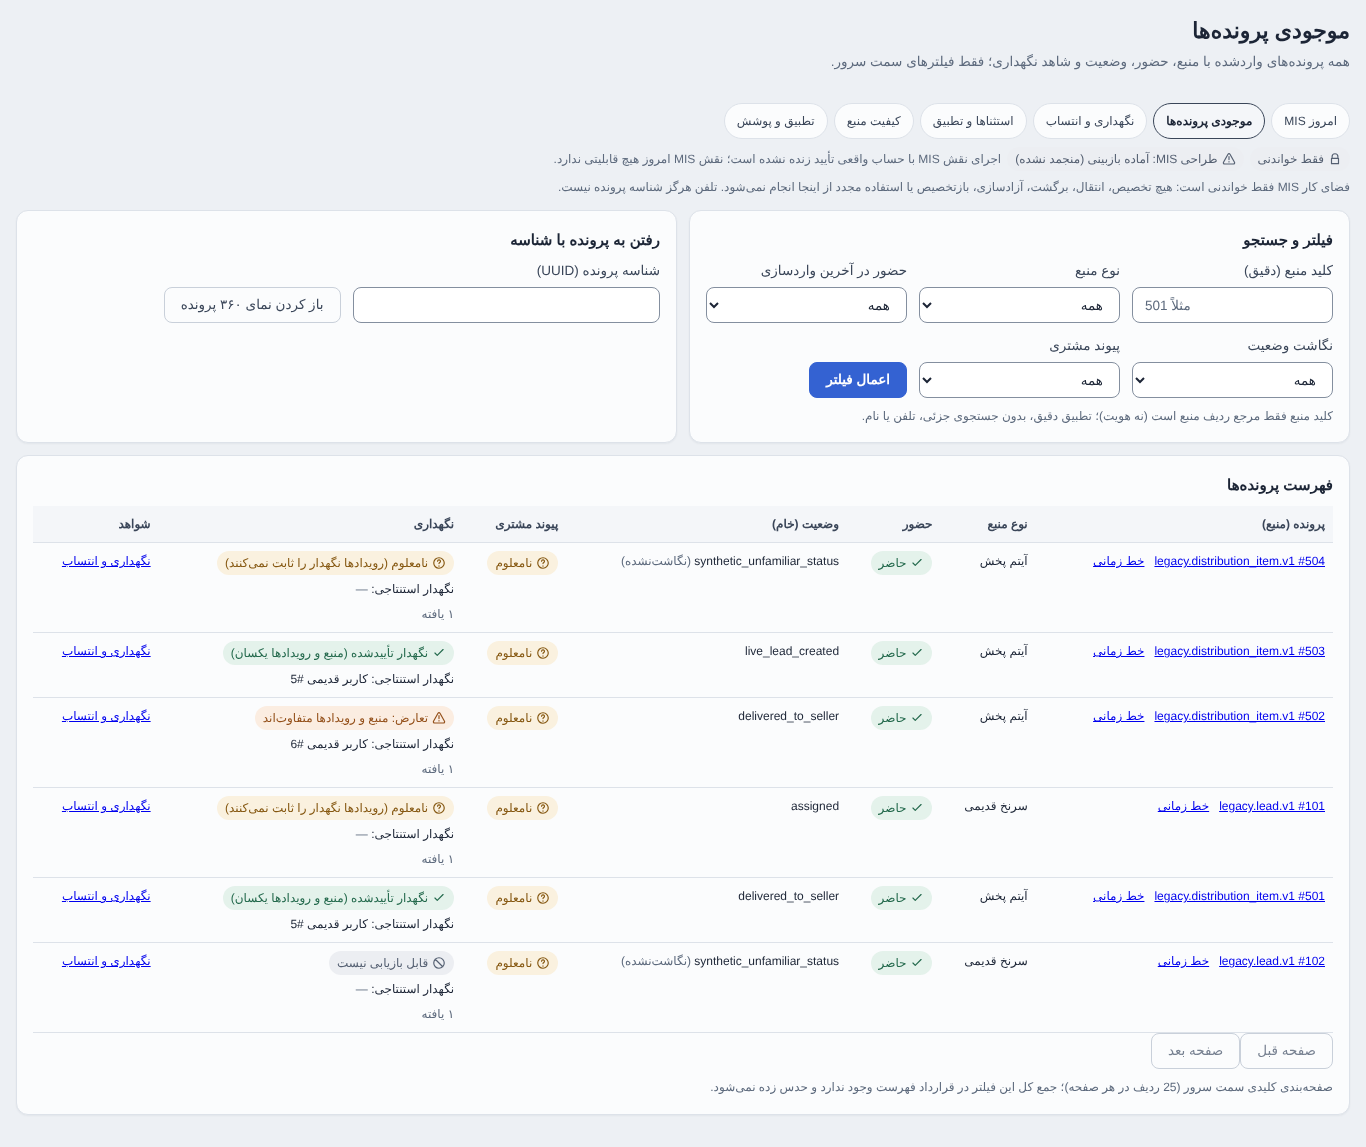 موجودی پرونده‌ها
همه پرونده‌های واردشده با منبع، حضور، وضعیت و شاهد نگهداری؛ فقط فیلترهای سمت سرور.
امروز MIS
موجودی پرونده‌ها
نگهداری و انتساب
استثناها و تطبیق
کیفیت منبع
تطبیق و پوشش
فقط خواندنی
طراحی MIS: آماده بازبینی (منجمد نشده)
اجرای نقش MIS با حساب واقعی تأیید زنده نشده است؛ نقش MIS امروز هیچ قابلیتی ندارد.
فضای کار MIS فقط خواندنی است: هیچ تخصیص، انتقال، برگشت، آزادسازی، بازتخصیص یا استفاده مجدد از اینجا انجام نمی‌شود. تلفن هرگز شناسه پرونده نیست.
فیلتر و جستجو
کلید منبع (دقیق)
نوع منبع
حضور در آخرین واردسازی
مثلاً 501
همه
همه
نگاشت وضعیت
پیوند مشتری
همه
همه
اعمال فیلتر
کلید منبع فقط مرجع ردیف منبع است (نه هویت)؛ تطبیق دقیق، بدون جستجوی جزئی، تلفن یا نام.
رفتن به پرونده با شناسه
شناسه پرونده (UUID)
باز کردن نمای ۳۶۰ پرونده
فهرست پرونده‌ها
پرونده (منبع) نوع منبع حضور وضعیت (خام) پیوند مشتری نگهداری شواهد
legacy.distribution_item.v1 #504 خط زمانی آیتم پخش حاضر synthetic_unfamiliar_status (نگاشت‌نشده) نامعلوم نامعلوم (رویدادها نگهدار را ثابت نمی‌کنند) نگهداری و انتساب
نگهدار استنتاجی: —
۱ یافته
legacy.distribution_item.v1 #503 خط زمانی آیتم پخش حاضر live_lead_created نامعلوم نگهدار تأییدشده (منبع و رویدادها یکسان) نگهداری و انتساب
نگهدار استنتاجی: کاربر قدیمی #5
legacy.distribution_item.v1 #502 خط زمانی آیتم پخش حاضر delivered_to_seller نامعلوم تعارض: منبع و رویدادها متفاوت‌اند نگهداری و انتساب
نگهدار استنتاجی: کاربر قدیمی #6
۱ یافته
legacy.lead.v1 #101 خط زمانی سرنخ قدیمی حاضر assigned نامعلوم نامعلوم (رویدادها نگهدار را ثابت نمی‌کنند) نگهداری و انتساب
نگهدار استنتاجی: —
۱ یافته
legacy.distribution_item.v1 #501 خط زمانی آیتم پخش حاضر delivered_to_seller نامعلوم نگهدار تأییدشده (منبع و رویدادها یکسان) نگهداری و انتساب
نگهدار استنتاجی: کاربر قدیمی #5
legacy.lead.v1 #102 خط زمانی سرنخ قدیمی حاضر synthetic_unfamiliar_status (نگاشت‌نشده) نامعلوم قابل بازیابی نیست نگهداری و انتساب
نگهدار استنتاجی: —
۱ یافته
صفحه قبل
صفحه بعد
صفحه‌بندی کلیدی سمت سرور (25 ردیف در هر صفحه)؛ جمع کل این فیلتر در قرارداد فهرست وجود ندارد و حدس زده نمی‌شود.